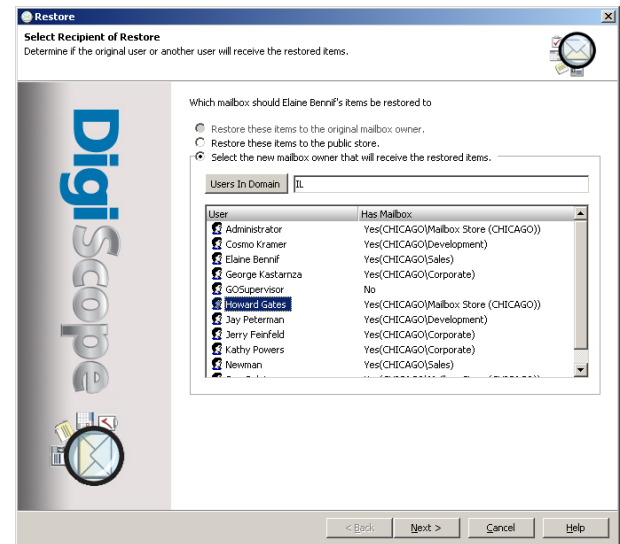 Restore
Select Recipient of Restore
Determine if the original user or another user will receive the restored items.
DigiScope
Which mailbox should Elaine Bennif's items be restored to
Restore these items to the original mailbox owner.
Restore these items to the public store.
Select the new mailbox owner that will receive the restored items.
Users In Domain IL
User Has Mailbox
Administrator Yes(CHICAGO\Mailbox Store (CHICAGO))
Cosmo Kramer Yes(CHICAGO\Development)
Elaine Bennif Yes(CHICAGO\Sales)
George Kastarnza Yes(CHICAGO\Corporate)
GOSupervisor No
Howard Gates Yes(CHICAGO\Mailbox Store (CHICAGO))
Jay Peterman Yes(CHICAGO\Development)
Jerry Feinfeld Yes(CHICAGO\Corporate)
Kathy Powers Yes(CHICAGO\Corporate)
Newman Yes(CHICAGO\Sales)
< Back Next > Cancel Help